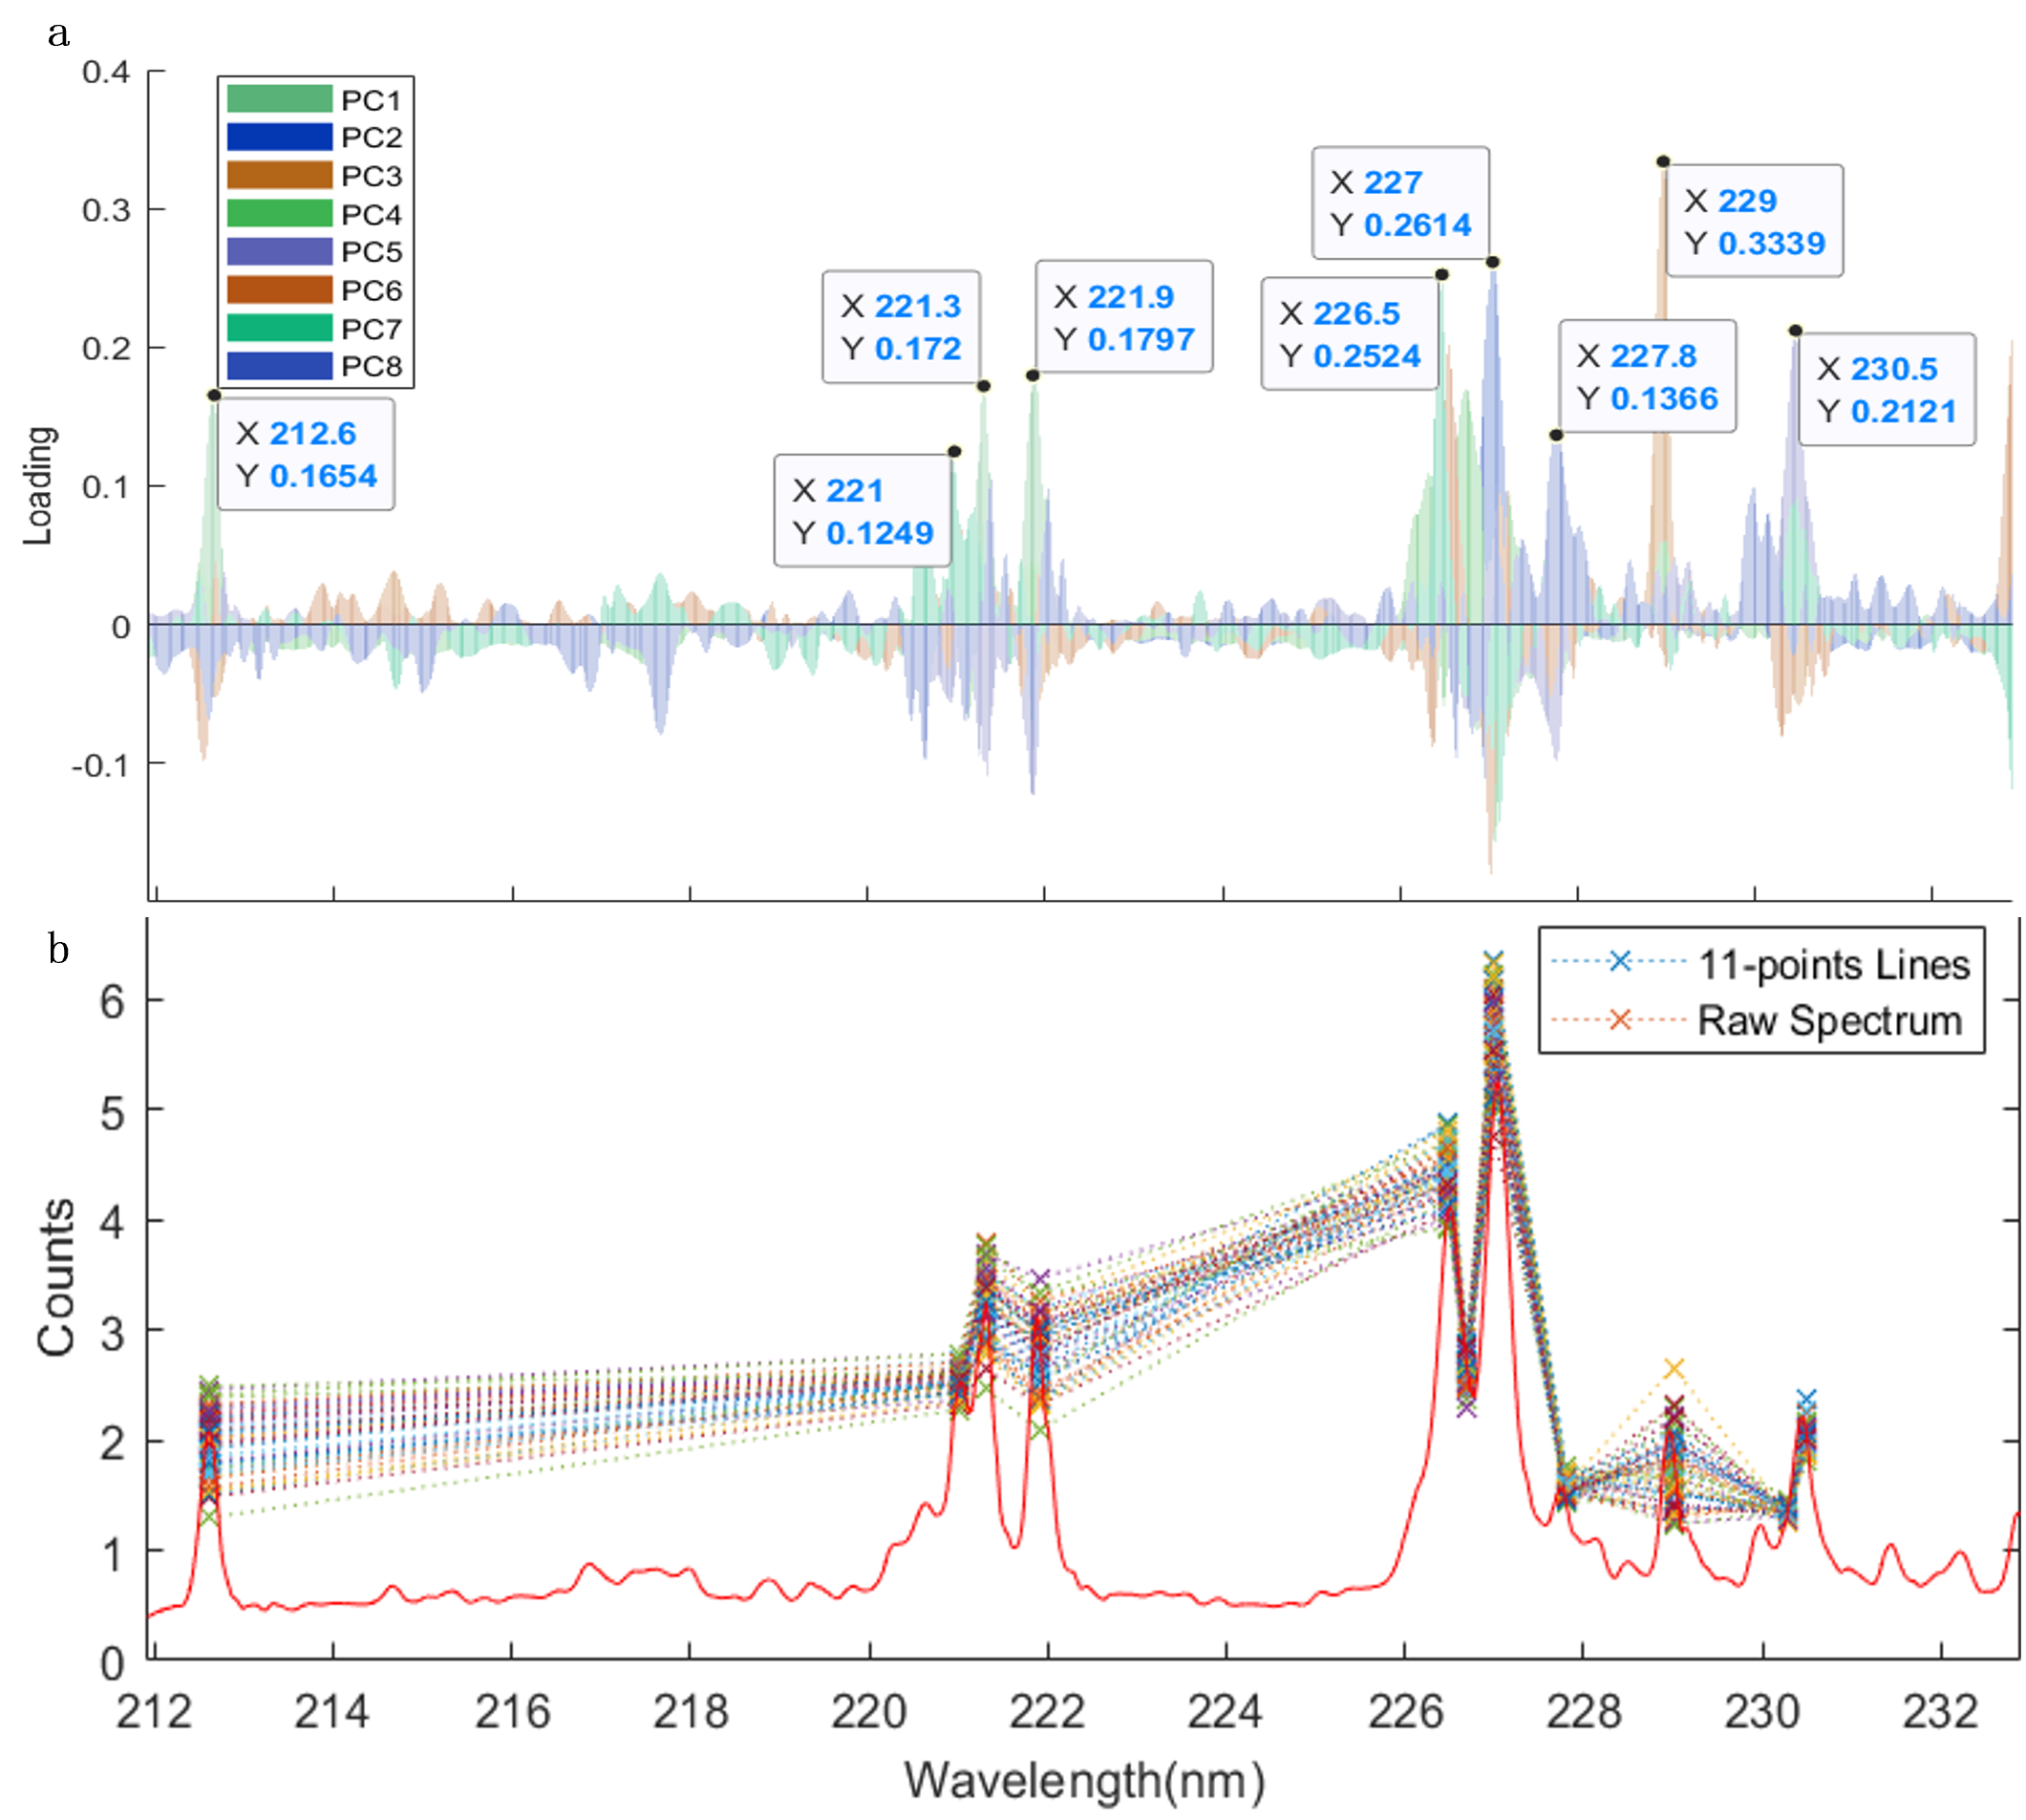 a
0.4
0.3
0.2
0.1
0
-0.1
Loading
PC1
PC2
PC3
PC4
PC5
PC6
PC7
PC8
X 212.6
Y 0.1654
X 221
Y 0.1249
X 221.3
Y 0.172
X 221.9
Y 0.1797
X 226.5
Y 0.2524
X 227
Y 0.2614
X 227.8
Y 0.1366
X 229
Y 0.3339
X 230.5
Y 0.2121
b
11-points Lines
Raw Spectrum
6
5
4
3
2
1
0
Counts
212 214 216 218 220 222 224 226 228 230 232
Wavelength(nm)